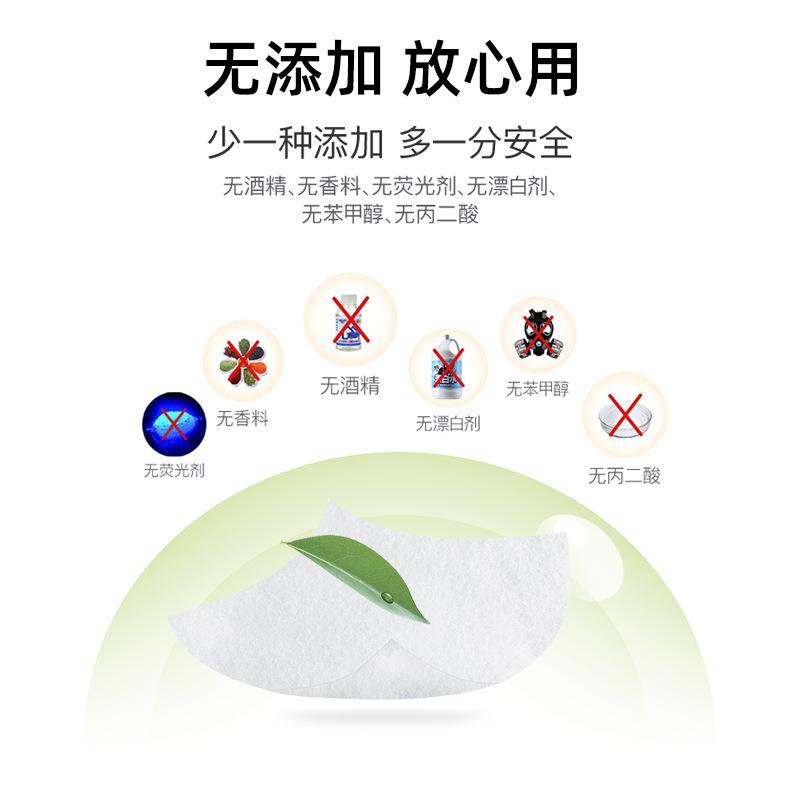 无添加 放心用
少一种添加 多一分安全
无酒精、无香料、无荧光剂、无漂白剂、
无苯甲醇、无丙二酸
无酒精
无苯甲醇
无香料
无漂白剂
无荧光剂
无丙二酸